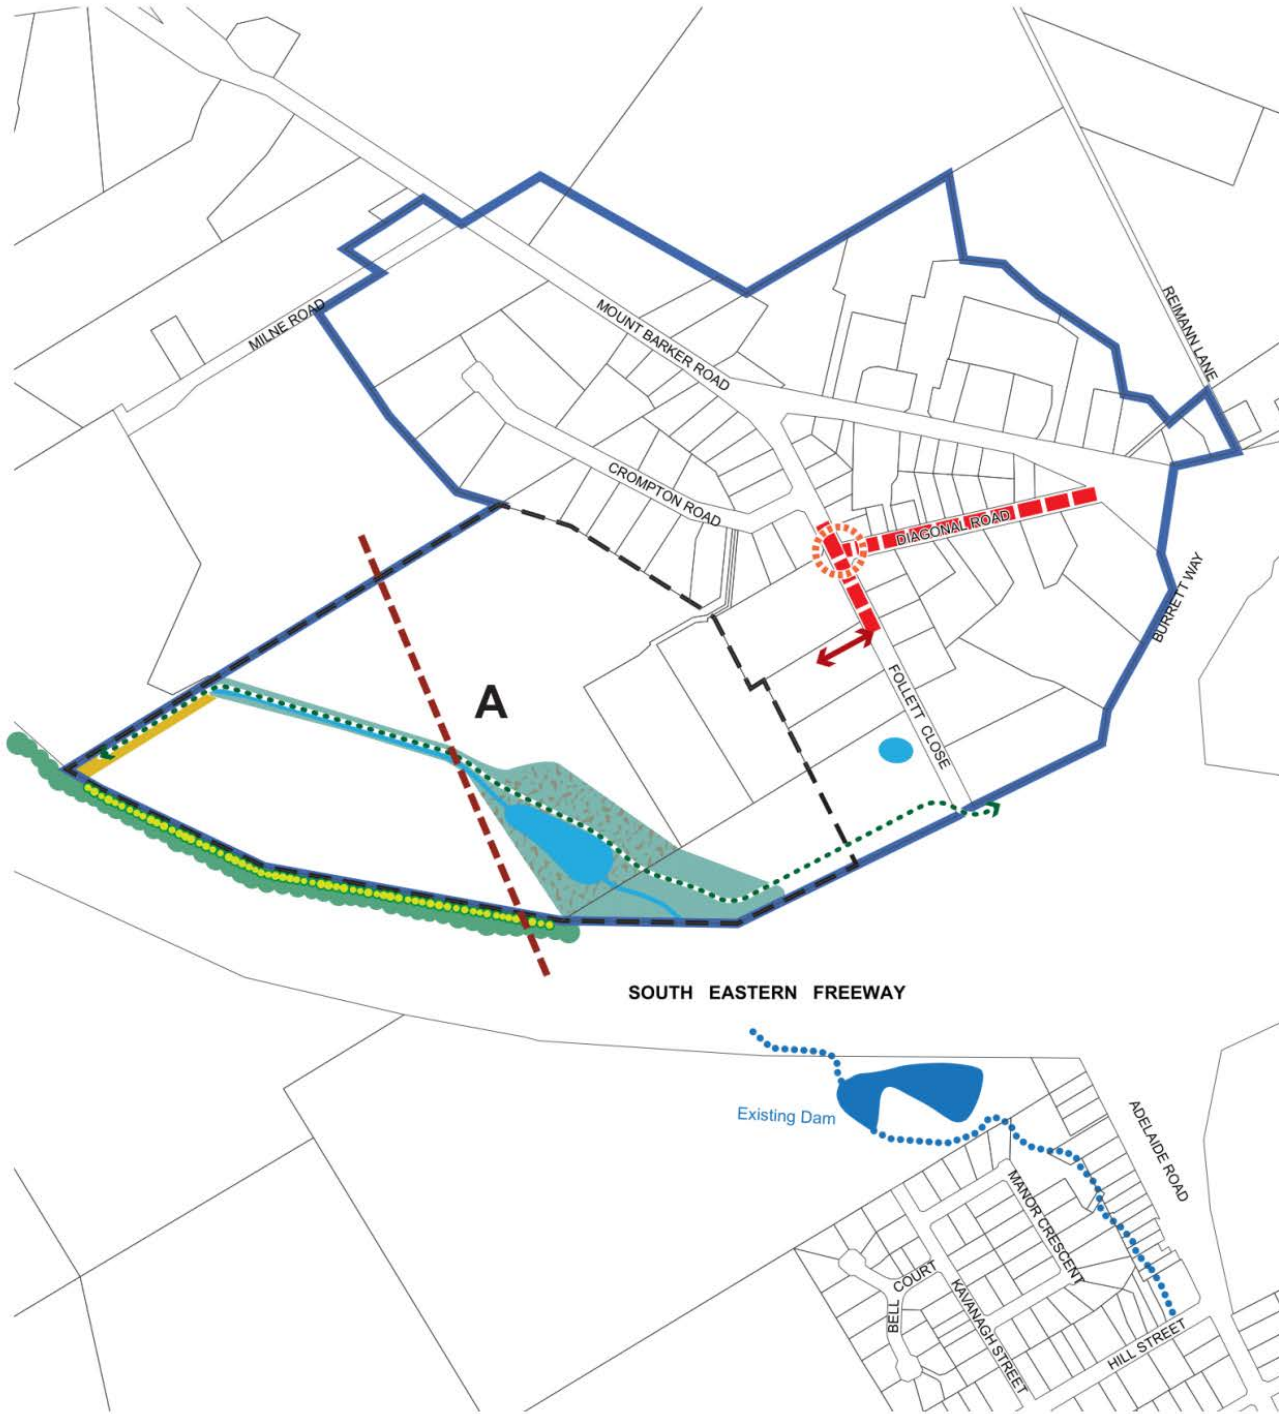 REIMANN LANE
MILNE ROAD
MOUNT BARKER ROAD
CROMPTON ROAD
DIAGONAL ROAD
BURRETT WAY
A
FOLLETT CLOSE
SOUTH EASTERN FREEWAY
Existing Dam
ADELAIDE ROAD
MANOR CRESCENT
BELL COURT
KAVANAGH STREET
HILL STREET